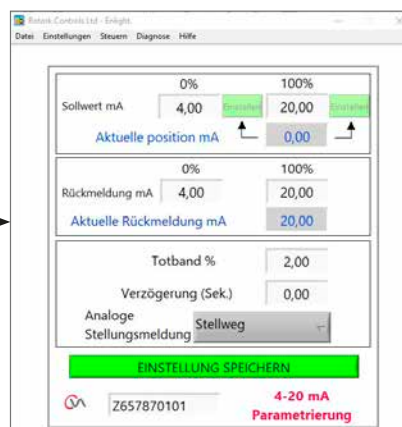 Rotork Controls Ltd - Enlight
Datei Einstellungen Steuern Diagnose Hilfe
0% 100%
Sollwert mA 4,00 Einstellen 20,00 Einstellen
Aktuelle position mA 0,00
0% 100%
Rückmeldung mA 4,00 20,00
Aktuelle Rückmeldung mA 20,00
Totband % 2,00
Verzögerung (Sek.) 0,00
Analoge
Stellungsmeldung Stellweg
EINSTELLUNG SPEICHERN
Z657870101 4-20 mA
Parametrierung